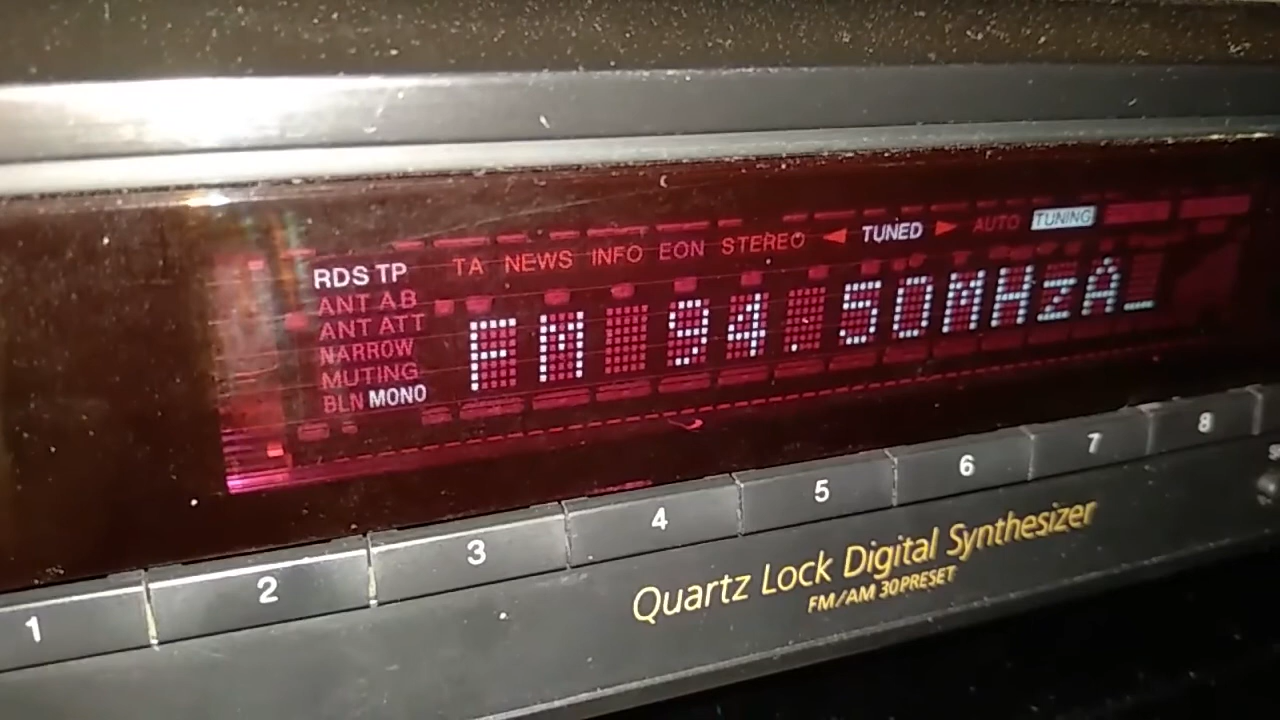 TA NEWS INFO EON STEREO TUNED AUTO TUNING
RDS TP
ANT AB
ANT ATT
NARROW
MUTING
BLN MONO
FM 94.50MHzA_
1 2 3 4 5 6 7 8
Quartz Lock Digital Synthesizer
FM/AM 30PRESET